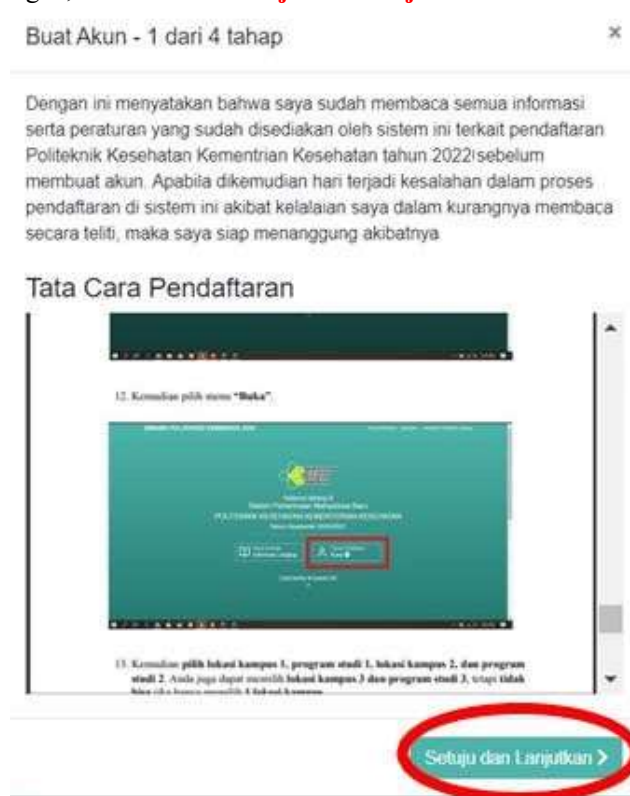 Buat Akun - 1 dari 4 tahap
×
Dengan ini menyatakan bahwa saya sudah membaca semua informasi
serta peraturan yang sudah disediakan oleh sistem ini terkait pendaftaran
Politeknik Kesehatan Kementrian Kesehatan tahun 2022 sebelum
membuat akun. Apabila dikemudian hari terjadi kesalahan dalam proses
pendaftaran di sistem ini akibat kelalaian saya dalam kurangnya membaca
secara teliti, maka saya siap menanggung akibatnya
Tata Cara Pendaftaran
12. Kemudian pilih menu "Buka".
Sistem Penerimaan Mahasiswa Baru
POLITEKNIK KESEHATAN KEMENTERIAN KESEHATAN
13. Kemudian pilih lokasi kampus 1, program studi 1, lokasi kampus 2, dan program
studi 2. Anda juga dapat memilih lokasi kampus 3 dan program studi 3, tetapi tidak
Setuju dan Lanjutkan >